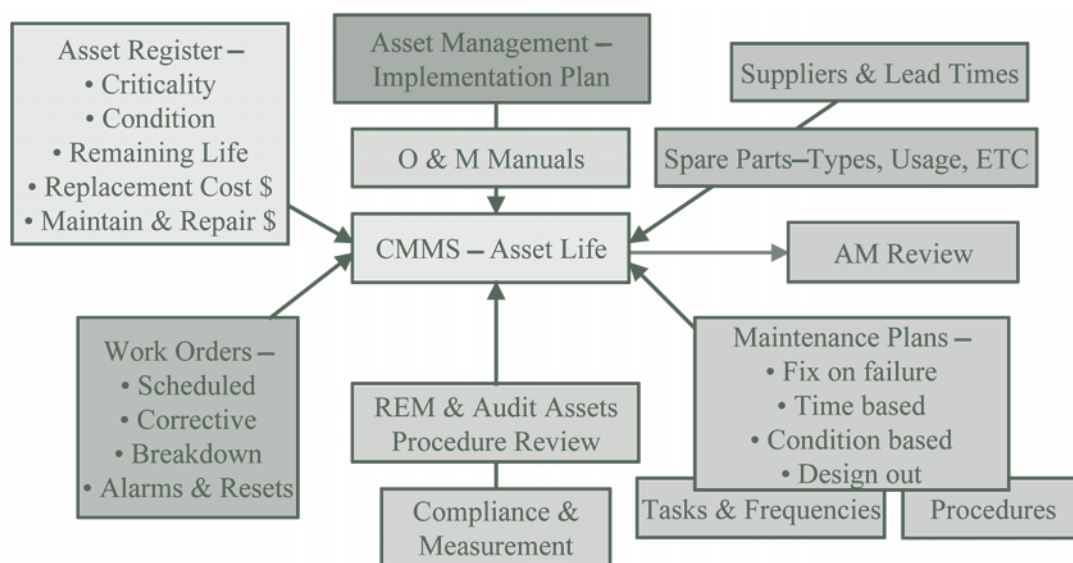 Asset Register –
• Criticality
• Condition
• Remaining Life
• Replacement Cost $
• Maintain & Repair $
Asset Management –
Implementation Plan
Suppliers & Lead Times
O & M Manuals
Spare Parts–Types, Usage, ETC
CMMS – Asset Life
AM Review
Work Orders –
• Scheduled
• Corrective
• Breakdown
• Alarms & Resets
REM & Audit Assets
Procedure Review
Compliance &
Measurement
Maintenance Plans –
• Fix on failure
• Time based
• Condition based
• Design out
Tasks & Frequencies
Procedures